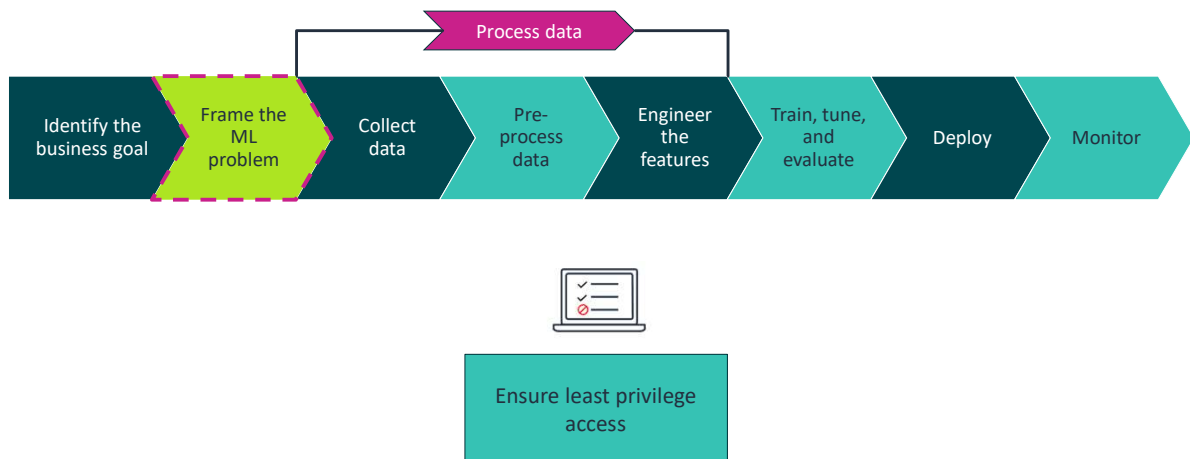 Process data
Identify the
business goal
Frame the
ML
problem
Collect
data
Pre-
process
data
Engineer
the
features
Train, tune,
and
evaluate
Deploy
Monitor
Ensure least privilege
access